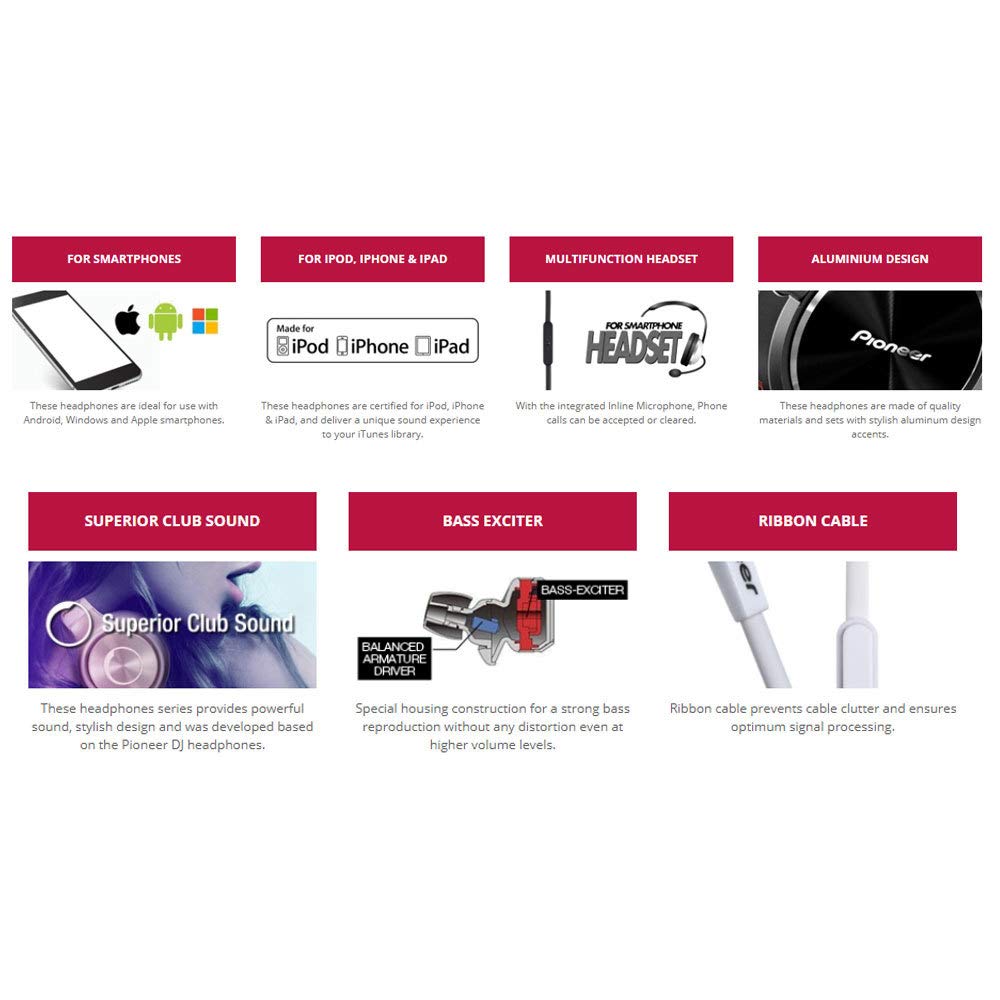 FOR SMARTPHONES
These headphones are ideal for use with
Android, Windows and Apple smartphones.
FOR IPOD, IPHONE & IPAD
Made for
iPod iPhone iPad
These headphones are certified for iPod, iPhone
& iPad, and deliver a unique sound experience
to your iTunes library.
MULTIFUNCTION HEADSET
FOR SMARTPHONE
HEADSET
With the integrated Inline Microphone, Phone
calls can be accepted or cleared.
ALUMINIUM DESIGN
Pioneer
These headphones are made of quality
materials and sets with stylish aluminum design
accents.
SUPERIOR CLUB SOUND
Superior Club Sound
These headphones series provides powerful
sound, stylish design and was developed based
on the Pioneer DJ headphones.
BASS EXCITER
BASS-EXCITER
BALANCED
ARMATURE
DRIVER
Special housing construction for a strong bass
reproduction without any distortion even at
higher volume levels.
RIBBON CABLE
er
Ribbon cable prevents cable clutter and ensures
optimum signal processing.